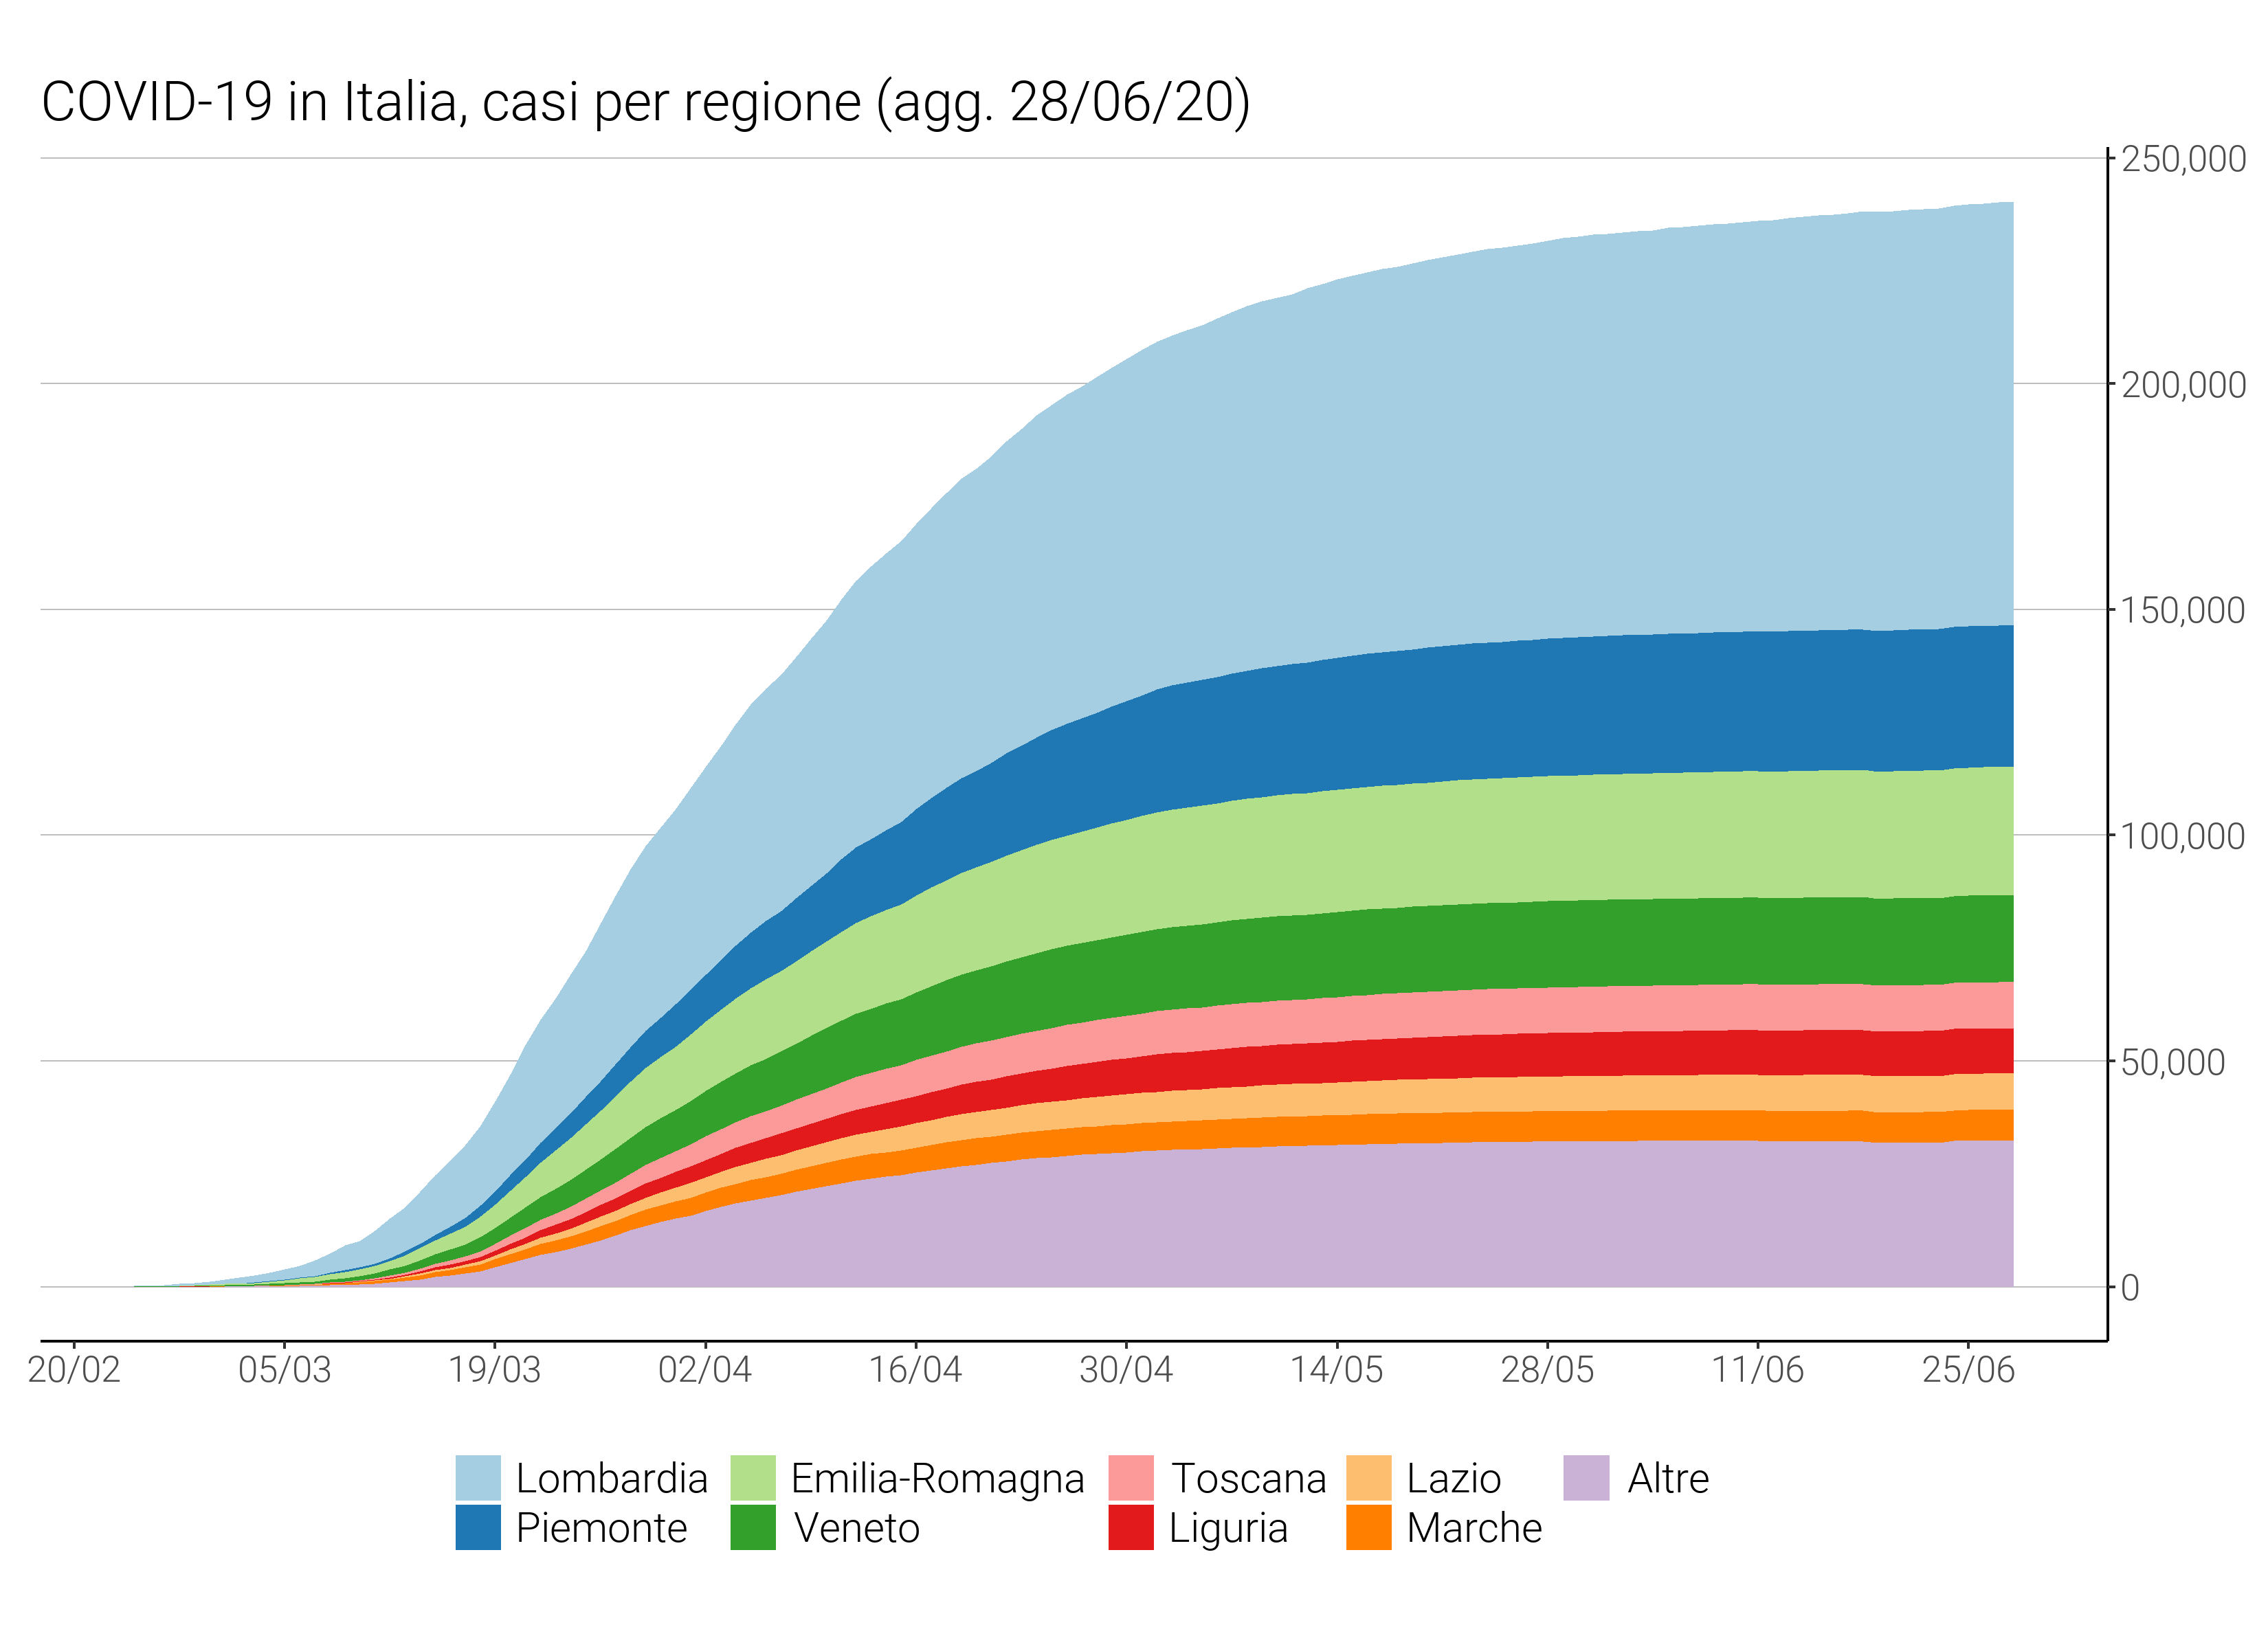 COVID-19 in Italia, casi per regione (agg. 28/06/20)
250,000
200,000
150,000
100,000
50,000
0
20/02 05/03 19/03 02/04 16/04 30/04 14/05 28/05 11/06 25/06
Lombardia Emilia-Romagna Toscana Lazio Altre
Piemonte Veneto Liguria Marche